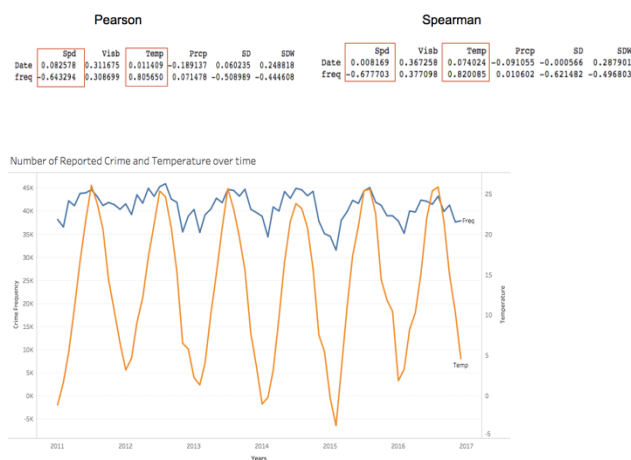 Pearson
Spd Visb Temp Prcp SD SDW
Date 0.082578 0.311675 0.011409 -0.189137 0.060235 0.248818
freq -0.643294 0.308699 0.805650 0.071478 -0.508989 -0.444608
Spearman
Spd Visb Temp Prcp SD SDW
Date 0.008169 0.367258 0.074024 -0.091055 -0.000566 0.287901
freq -0.677703 0.377098 0.820085 0.010602 -0.621482 -0.496803
Number of Reported Crime and Temperature over time
45K
40K
35K
30K
25K
20K
15K
10K
5K
0K
-5K
Crime Frequency
25
20
15
10
5
0
-5
Temperature
Freq
Temp
2011 2012 2013 2014 2015 2016 2017
Years